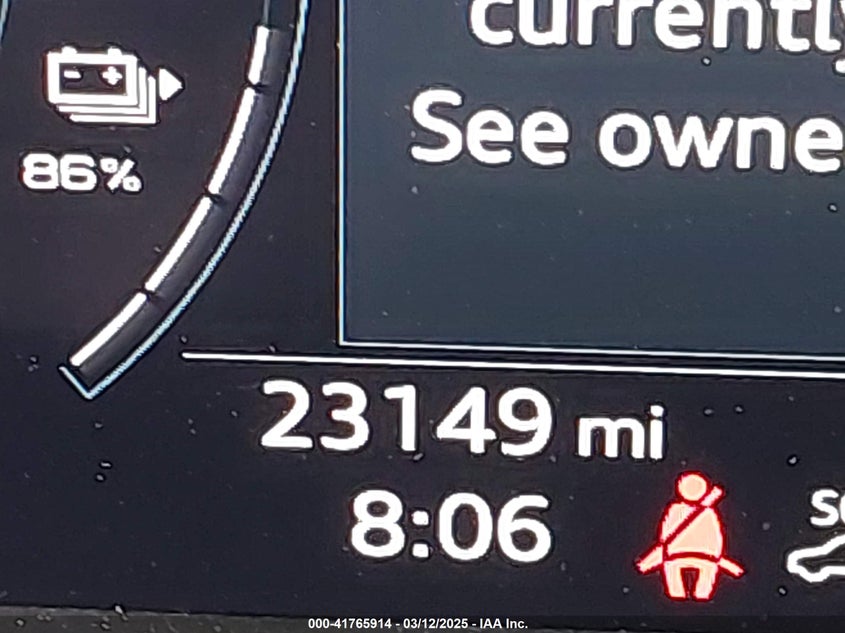 currently
See owne
86%
23149 mi
8:06
000-41765914 - 03/12/2025 - IAA Inc.